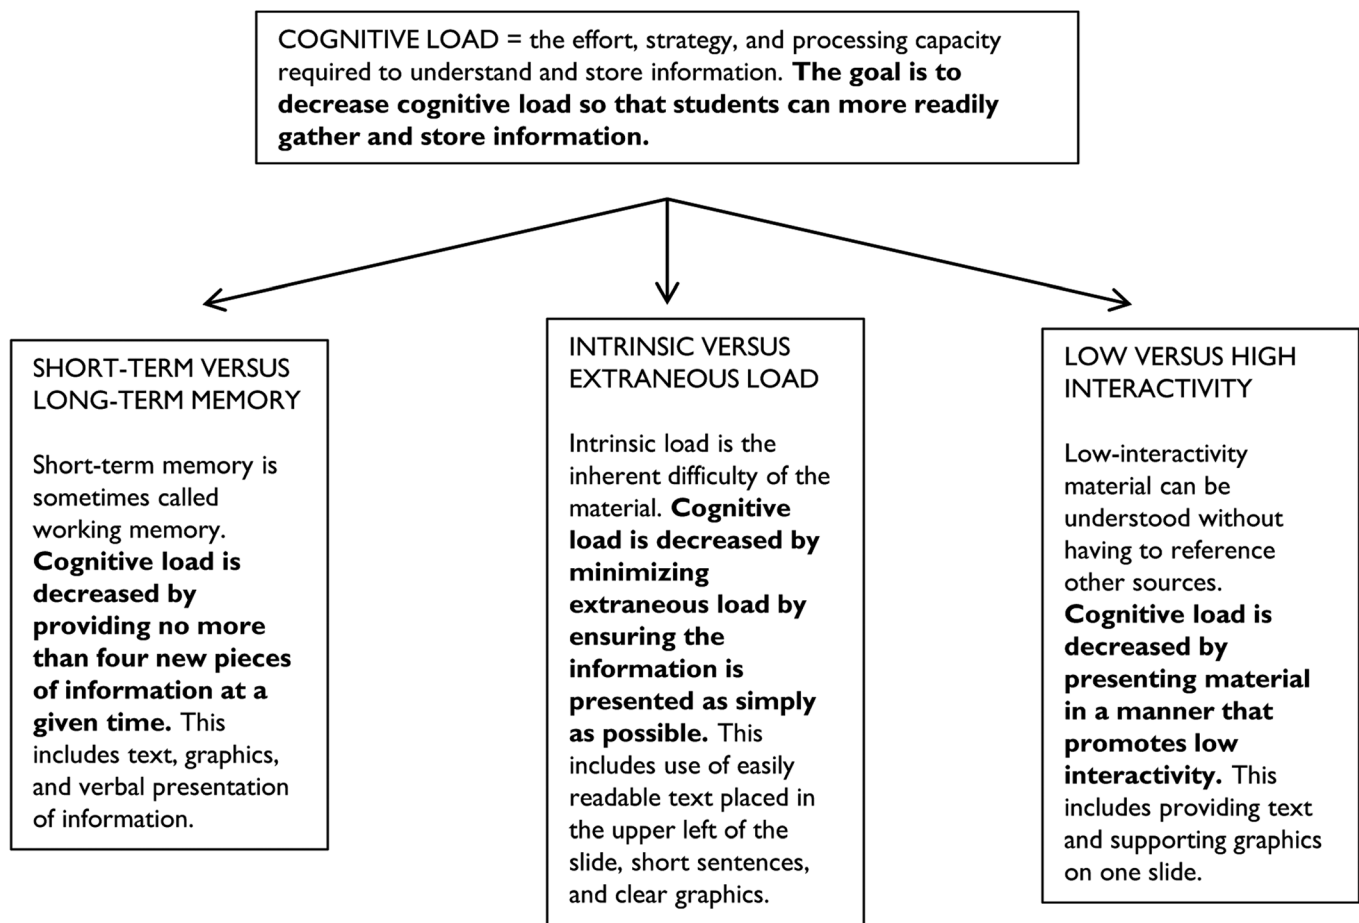 COGNITIVE LOAD = the effort, strategy, and processing capacity
required to understand and store information. The goal is to
decrease cognitive load so that students can more readily
gather and store information.
SHORT-TERM VERSUS
LONG-TERM MEMORY
Short-term memory is
sometimes called
working memory.
Cognitive load is
decreased by
providing no more
than four new pieces
of information at a
given time. This
includes text, graphics,
and verbal presentation
of information.
INTRINSIC VERSUS
EXTRANEOUS LOAD
Intrinsic load is the
inherent difficulty of the
material. Cognitive
load is decreased by
minimizing
extraneous load by
ensuring the
information is
presented as simply
as possible. This
includes use of easily
readable text placed in
the upper left of the
slide, short sentences,
and clear graphics.
LOW VERSUS HIGH
INTERACTIVITY
Low-interactivity
material can be
understood without
having to reference
other sources.
Cognitive load is
decreased by
presenting material
in a manner that
promotes low
interactivity. This
includes providing text
and supporting graphics
on one slide.